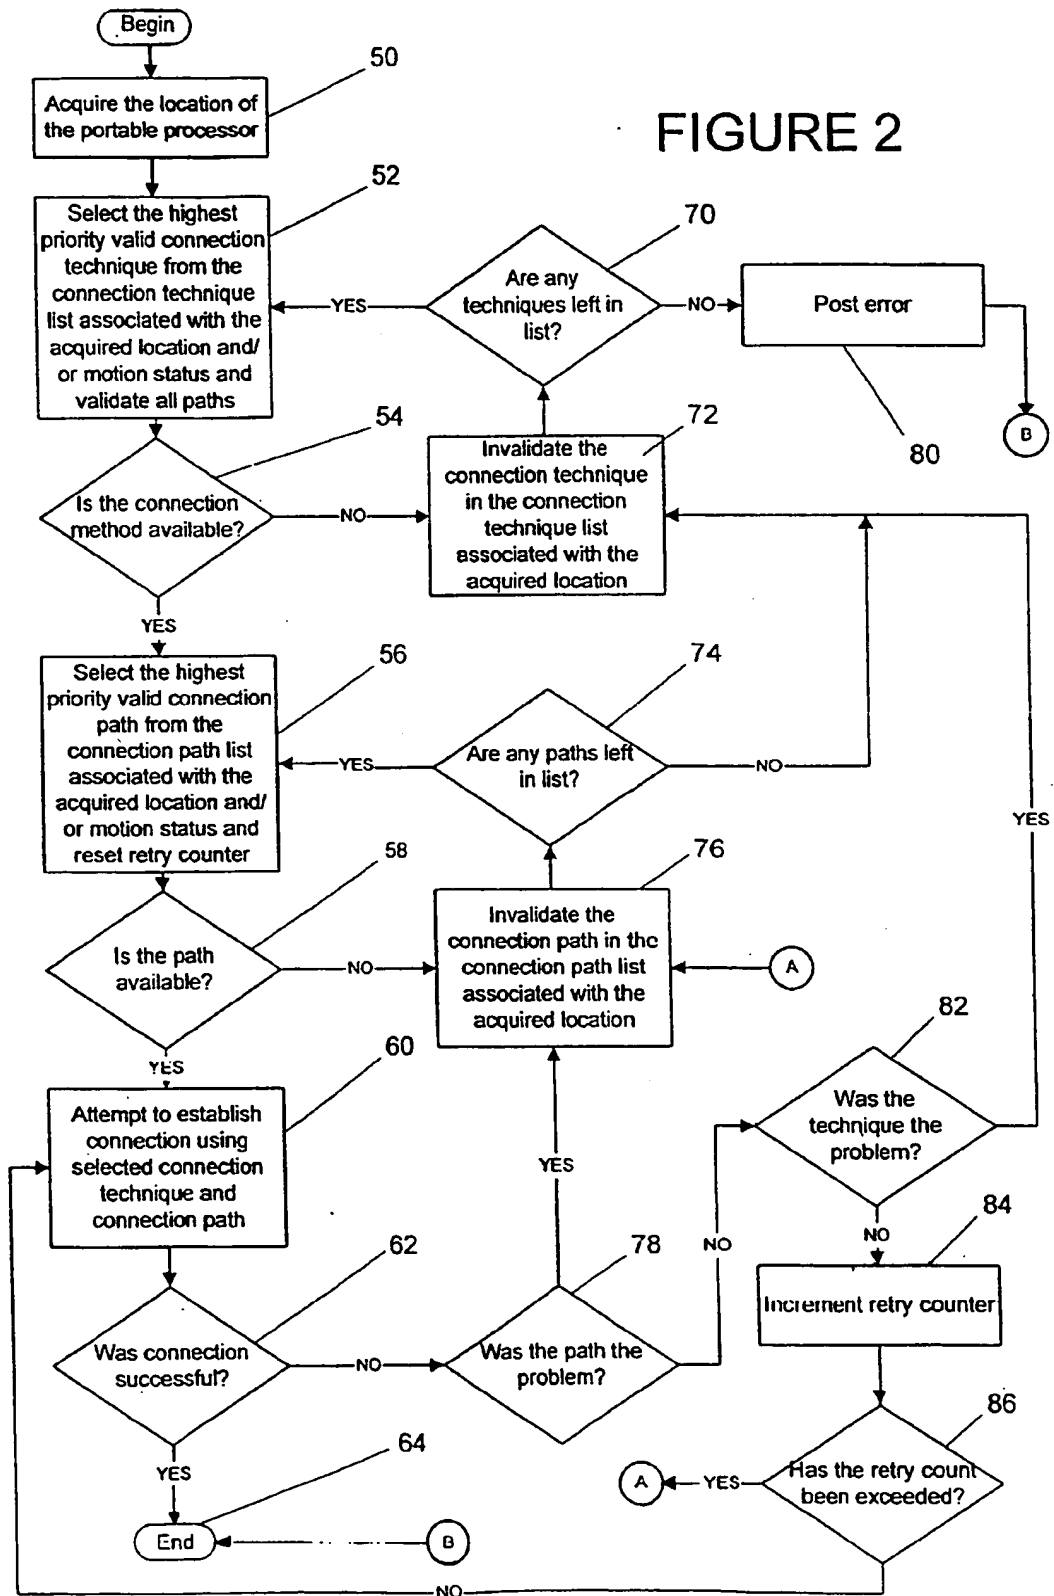 Begin
50
Acquire the location of
the portable processor
FIGURE 2
52
Select the highest
priority valid connection
technique from the
connection technique
list associated with the
acquired location and/
or motion status and
validate all paths
70
Are any
techniques left in
list?
YES
NO
Post error
80
B
54
Is the connection
method available?
NO
72
Invalidate the
connection technique
in the connection
technique list
associated with the
acquired location
YES
56
Select the highest
priority valid connection
path from the
connection path list
associated with the
acquired location and/
or motion status and
reset retry counter
74
Are any paths left
in list?
YES
NO
YES
58
Is the path
available?
NO
76
Invalidate the
connection path in the
connection path list
associated with the
acquired location
A
YES
60
Attempt to establish
connection using
selected connection
technique and
connection path
YES
82
Was the
technique the
problem?
NO
NO
84
Increment retry counter
62
Was connection
successful?
NO
78
Was the path the
problem?
86
Has the retry count
been exceeded?
YES
A
YES
64
End
B
NO